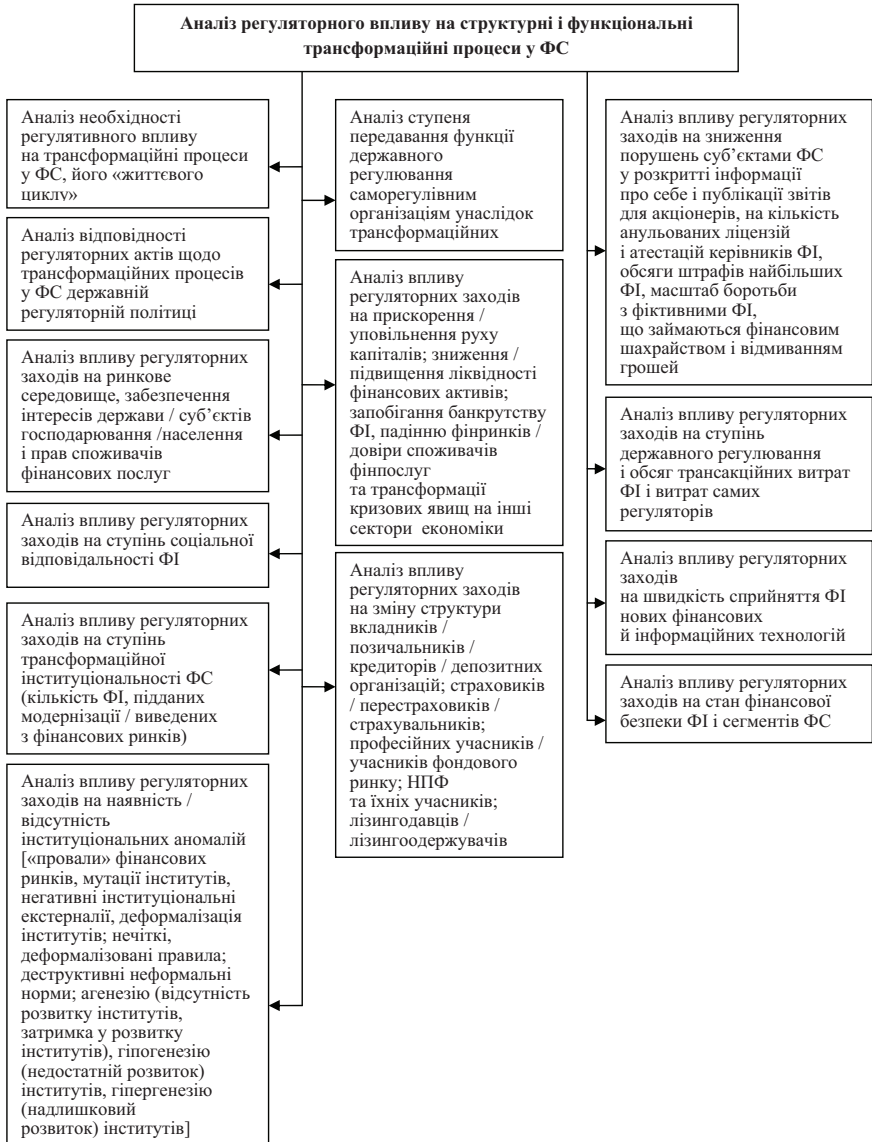 Аналіз регуляторного впливу на структурні і функціональні
трансформаційні процеси у ФС
Аналіз необхідності
регулятивного впливу
на трансформаційні процеси
у ФС, його «життєвого
циклу»
Аналіз відповідності
регуляторних актів щодо
трансформаційних процесів
у ФС державній
регуляторній політиці
Аналіз впливу регуляторних
заходів на ринкове
середовище, забезпечення
інтересів держави / суб’єктів
господарювання /населення
і прав споживачів
фінансових послуг
Аналіз впливу регуляторних
заходів на ступінь соціальної
відповідальності ФІ
Аналіз впливу регуляторних
заходів на ступінь
трансформаційної
інституціональності ФС
(кількість ФІ, підданих
модернізації / виведених
з фінансових ринків)
Аналіз впливу регуляторних
заходів на наявність /
відсутність
інституціональних аномалій
[«провали» фінансових
ринків, мутації інститутів,
негативні інституціональні
екстерналії, деформалізація
інститутів; нечіткі,
деформалізовані правила;
деструктивні неформальні
норми; агенезію (відсутність
розвитку інститутів,
затримка у розвитку
інститутів), гіпогенезію
(недостатній розвиток)
інститутів, гіпергенезію
(надлишковий
розвиток) інститутів]
Аналіз ступеня
передавання функції
державного
регулювання
саморегулівним
організаціям унаслідок
трансформаційних
Аналіз впливу
регуляторних заходів
на прискорення /
уповільнення руху
капіталів; зниження /
підвищення ліквідності
фінансових активів;
запобігання банкрутству
ФІ, падінню фінринків /
довіри споживачів
фінпослуг
та трансформації
кризових явищ на інші
сектори економіки
Аналіз впливу
регуляторних заходів
на зміну структури
вкладників /
позичальників /
кредиторів / депозитних
організацій; страховиків
/ перестраховиків /
страхувальників;
професійних учасників /
учасників фондового
ринку; НПФ
та їхніх учасників;
лізингодавців /
лізингоодержувачів
Аналіз впливу регуляторних
заходів на зниження
порушень суб’єктами ФС
у розкритті інформації
про себе і публікації звітів
для акціонерів, на кількість
анульованих ліцензій
і атестацій керівників ФІ,
обсяги штрафів найбільших
ФІ, масштаб боротьби
з фіктивними ФІ,
що займаються фінансовим
шахрайством і відмиванням
грошей
Аналіз впливу регуляторних
заходів на ступінь
державного регулювання
і обсяг трансакційних витрат
ФІ і витрат самих
регуляторів
Аналіз впливу регуляторних
заходів
на швидкість сприйняття ФІ
нових фінансових
й інформаційних технологій
Аналіз впливу регуляторних
заходів на стан фінансової
безпеки ФІ і сегментів ФС